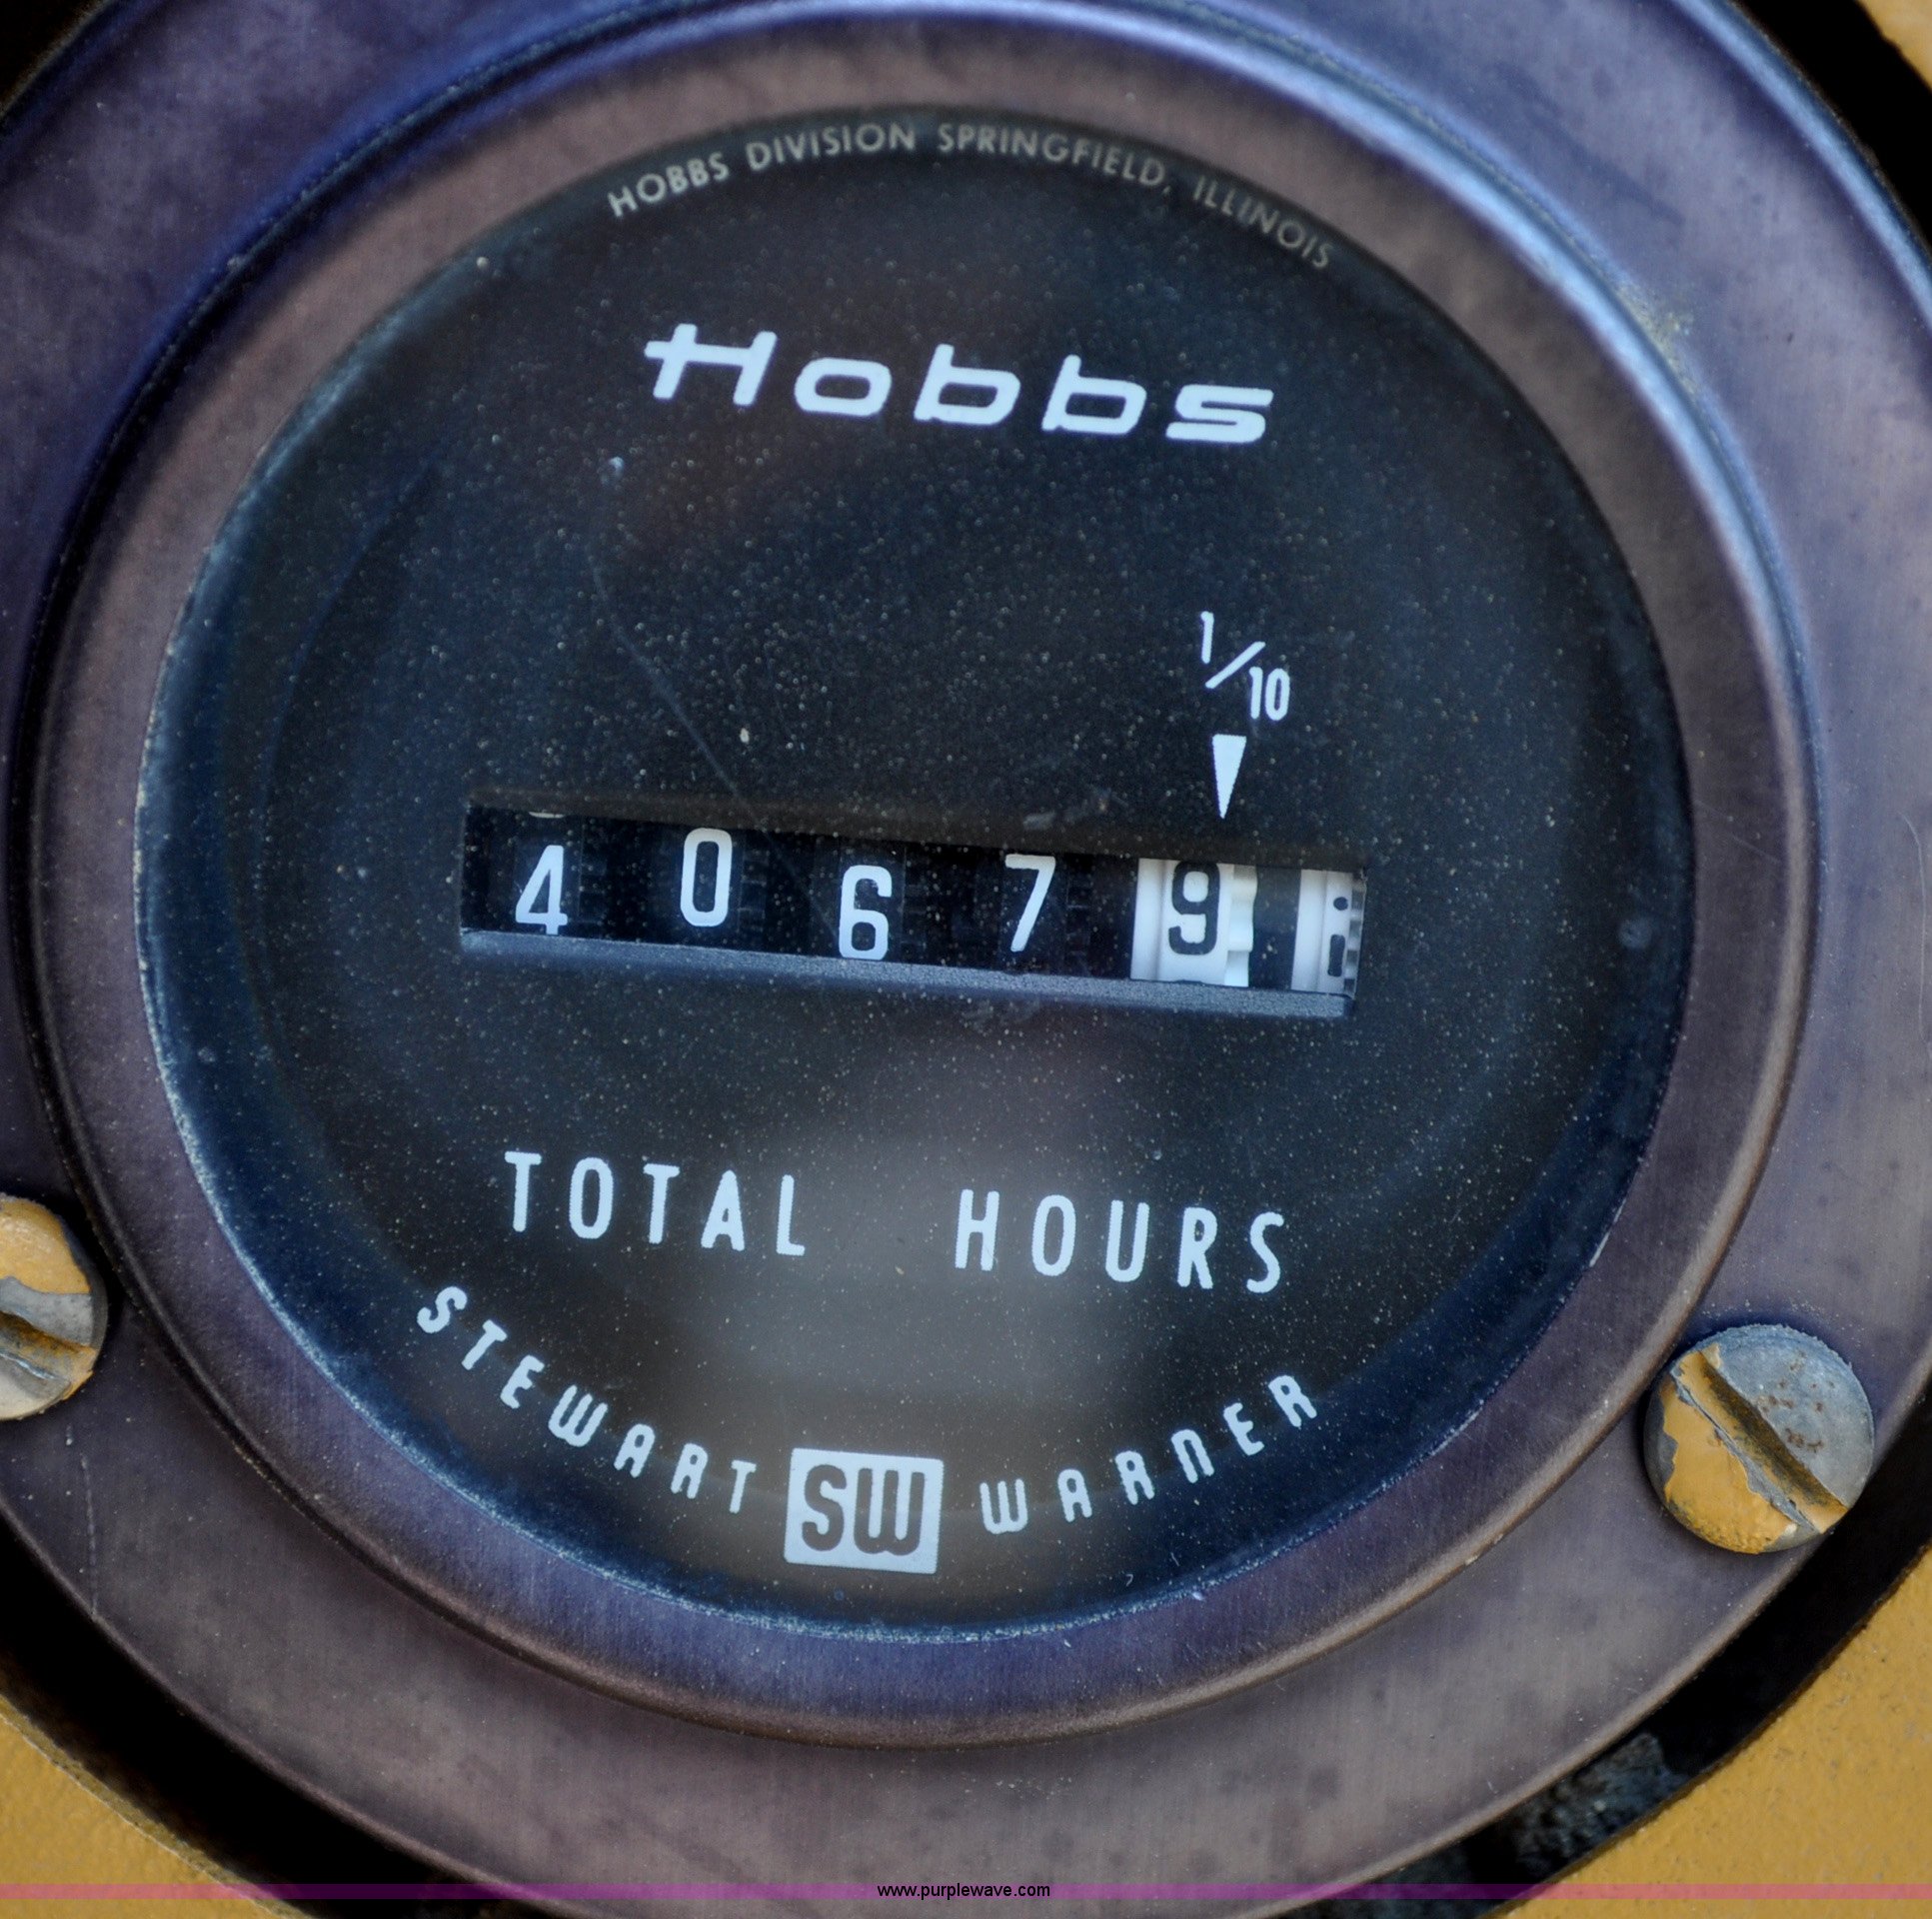 HOBBS DIVISION SPRINGFIELD, ILLINOIS
Hobbs
1/10
4 0 6 7 9
TOTAL HOURS
STEWART SW WARNER
www.purplewave.com